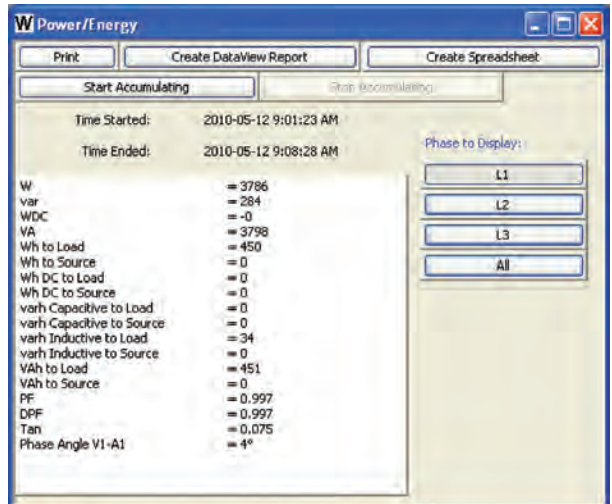 W Power/Energy
Print Create DataView Report Create Spreadsheet
Start Accumulating Stop Accumulating
Time Started: 2010-05-12 9:01:23 AM
Time Ended: 2010-05-12 9:08:28 AM
Phase to Display:
L1
L2
L3
All
W = 3786
var = 284
WDC = -0
VA = 3798
Wh to Load = 450
Wh to Source = 0
Wh DC to Load = 0
Wh DC to Source = 0
varh Capacitive to Load = 0
varh Capacitive to Source = 0
varh Inductive to Load = 34
varh Inductive to Source = 0
VAh to Load = 451
VAh to Source = 0
PF = 0.997
DPF = 0.997
Tan = 0.075
Phase Angle V1-A1 = 4°